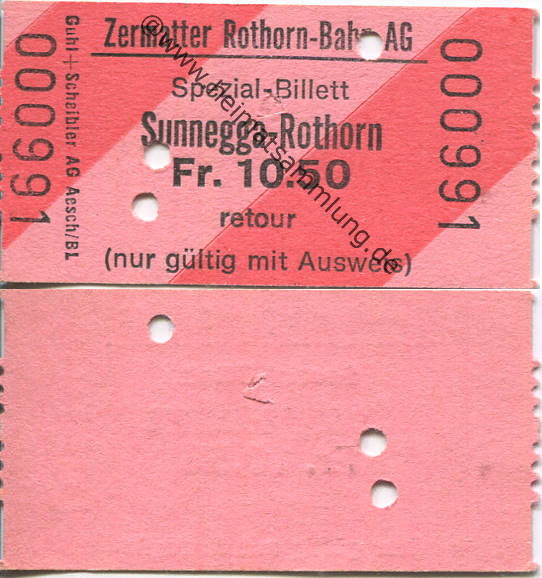 Zermatter Rothorn-Bahn AG
Spezial-Billett
Sunnegga-Rothorn
Fr. 10.50
retour
(nur gültig mit Ausweis)
000991
Guhl + Scheibler AG Aesch/BL
000991
©www.heimatsammlung.de